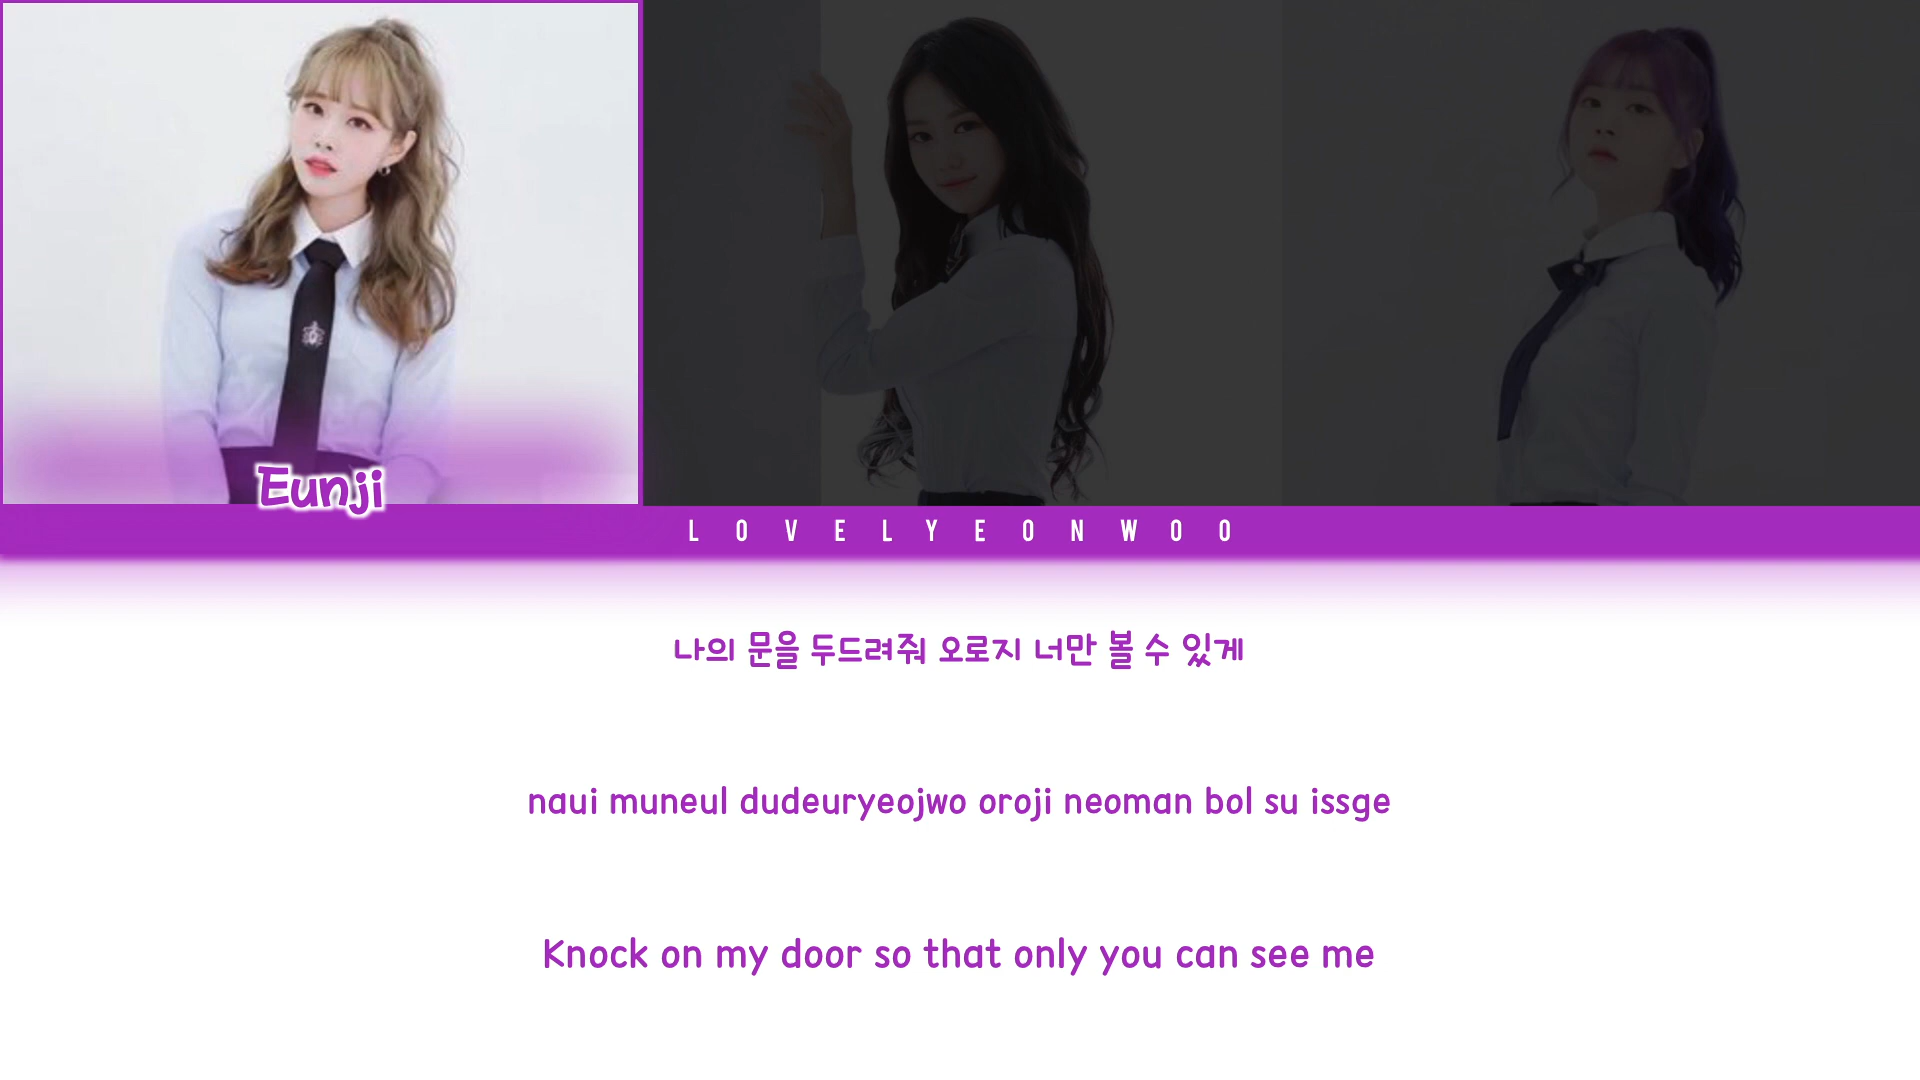 Eunji
LOVELYEONWOO
나의 문을 두드려줘 오로지 너만 볼 수 있게
naui muneul dudeuryeojwo oroji neoman bol su issge
Knock on my door so that only you can see me